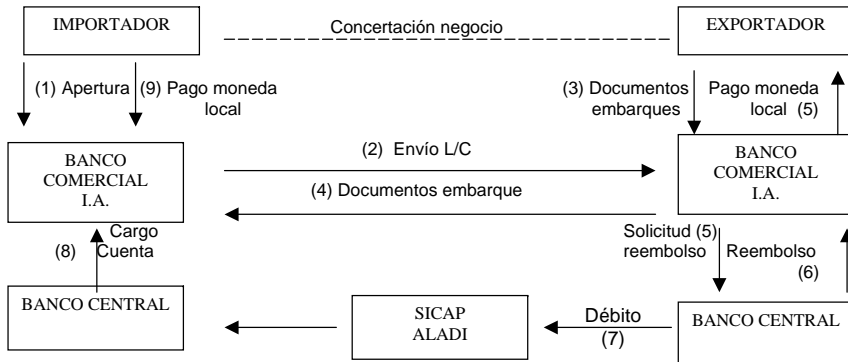 IMPORTADOR
Concertación negocio
EXPORTADOR
(1) Apertura
(9) Pago moneda
local
(3) Documentos
embarques
Pago moneda
local (5)
BANCO
COMERCIAL
I.A.
(2) Envío L/C
(4) Documentos embarque
BANCO
COMERCIAL
I.A.
(8)
Cargo
Cuenta
Solicitud (5)
reembolso
Reembolso
(6)
BANCO CENTRAL
SICAP
ALADI
Débito
(7)
BANCO CENTRAL